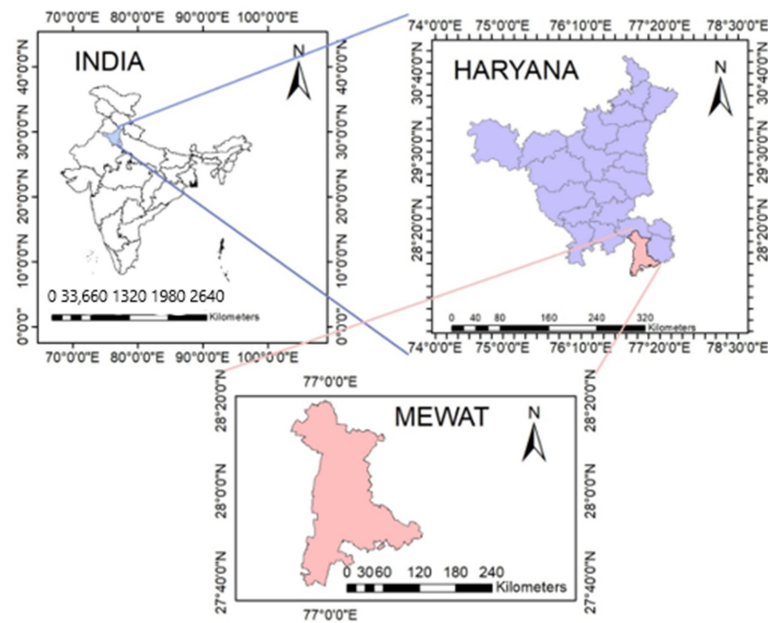 70°0'0"E 80°0'0"E 90°0'0"E 100°0'0"E
INDIA
N
40°0'0"N
30°0'0"N
20°0'0"N
10°0'0"N
0°0'0"
40°0'0"N
30°0'0"N
20°0'0"N
10°0'0"N
0°0'0"
0 33,660 1320 1980 2640
Kilometers
70°0'0"E 80°0'0"E 90°0'0"E 100°0'0"E
74°0'0"E 75°0'0"E 76°10'0"E 77°20'0"E 78°30'0"E
HARYANA
N
30°40'0"N
29°30'0"N
28°20'0"N
30°40'0"N
29°30'0"N
28°20'0"N
0 40 80 160 240 320
Kilometers
74°0'0"E 75°0'0"E 76°10'0"E 77°20'0"E 78°30'0"E
77°0'0"E
MEWAT
N
28°20'0"N
28°0'0"N
27°40'0"N
28°20'0"N
28°0'0"N
27°40'0"N
0 30 60 120 180 240
Kilometers
77°0'0"E